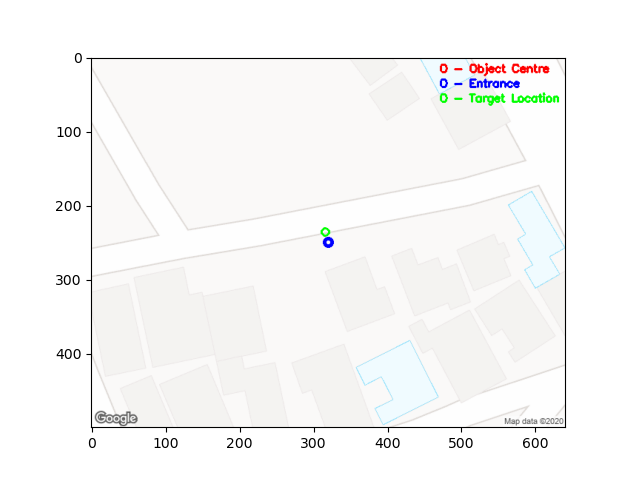 0
100
200
300
400
0 100 200 300 400 500 600
O - Object Centre
O - Entrance
O - Target Location
Google
Map data ©2020